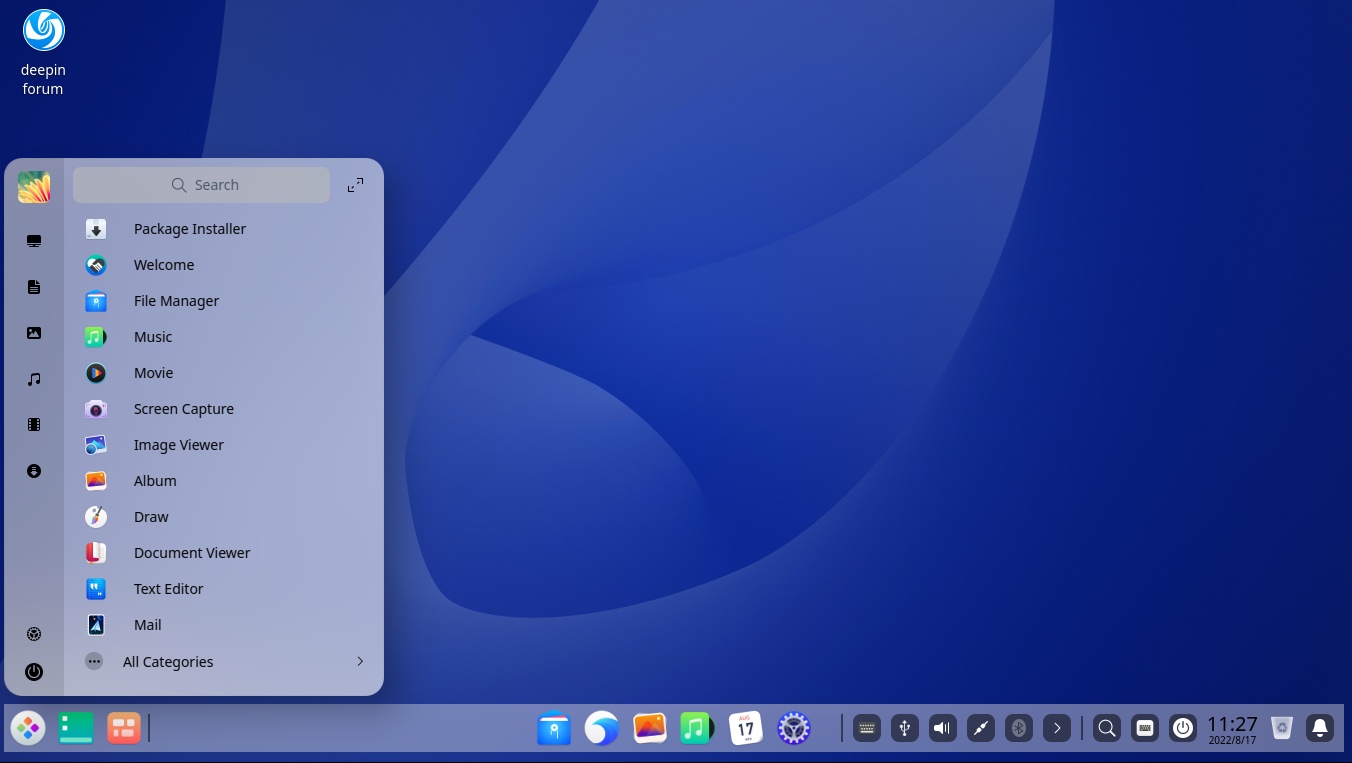 deepin
forum
Search
Package Installer
Welcome
File Manager
Music
Movie
Screen Capture
Image Viewer
Album
Draw
Document Viewer
Text Editor
Mail
All Categories
AUG
17
11:27
2022/8/17